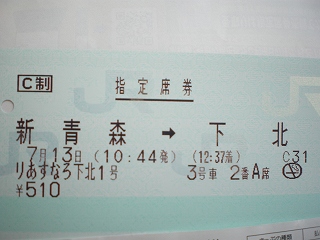 C制
指定席券
新青森 → 下北
7月13日 (10:44発) (12:37着) C31
りあすなろ下北1号 3号車 2番A席
¥510